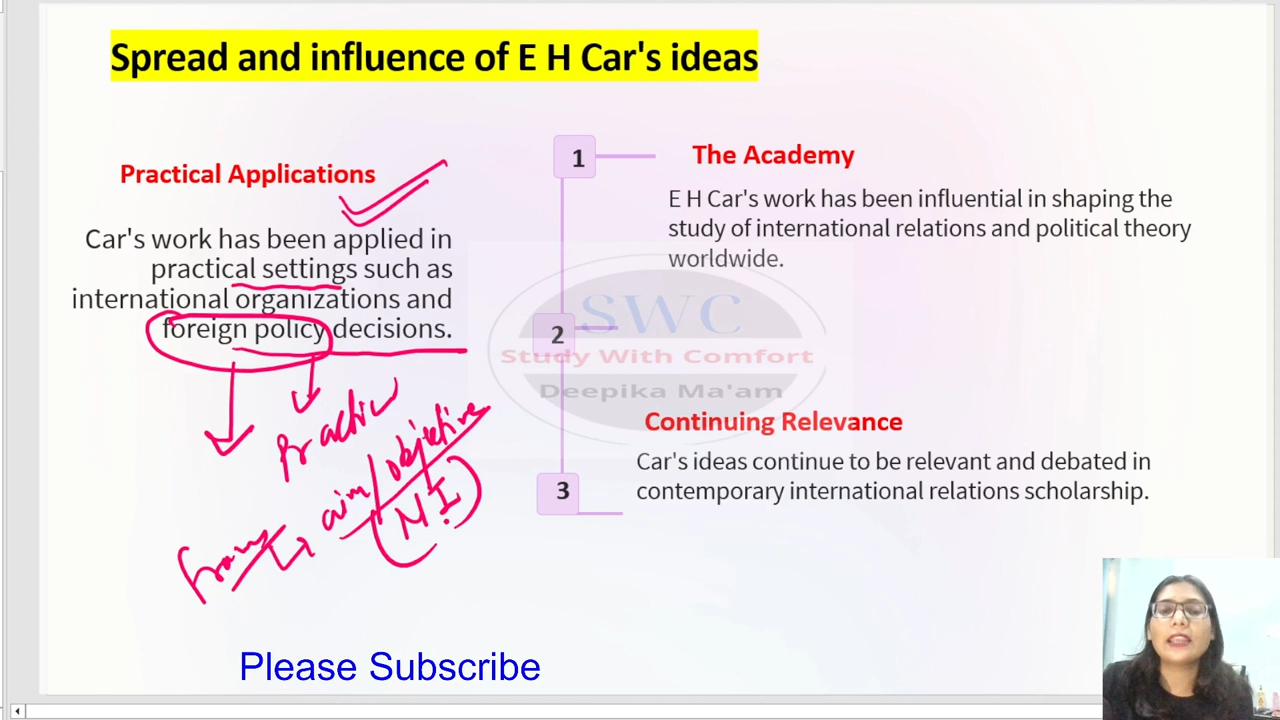 Spread and influence of E H Car's ideas
Practical Applications
Car's work has been applied in
practical settings such as
international organizations and
foreign policy decisions.
1
The Academy
E H Car's work has been influential in shaping the
study of international relations and political theory
worldwide.
SWC
Study With Comfort
Deepika Ma'am
2
Continuing Relevance
3
Car's ideas continue to be relevant and debated in
contemporary international relations scholarship.
aim/objective
(NI)
Please Subscribe